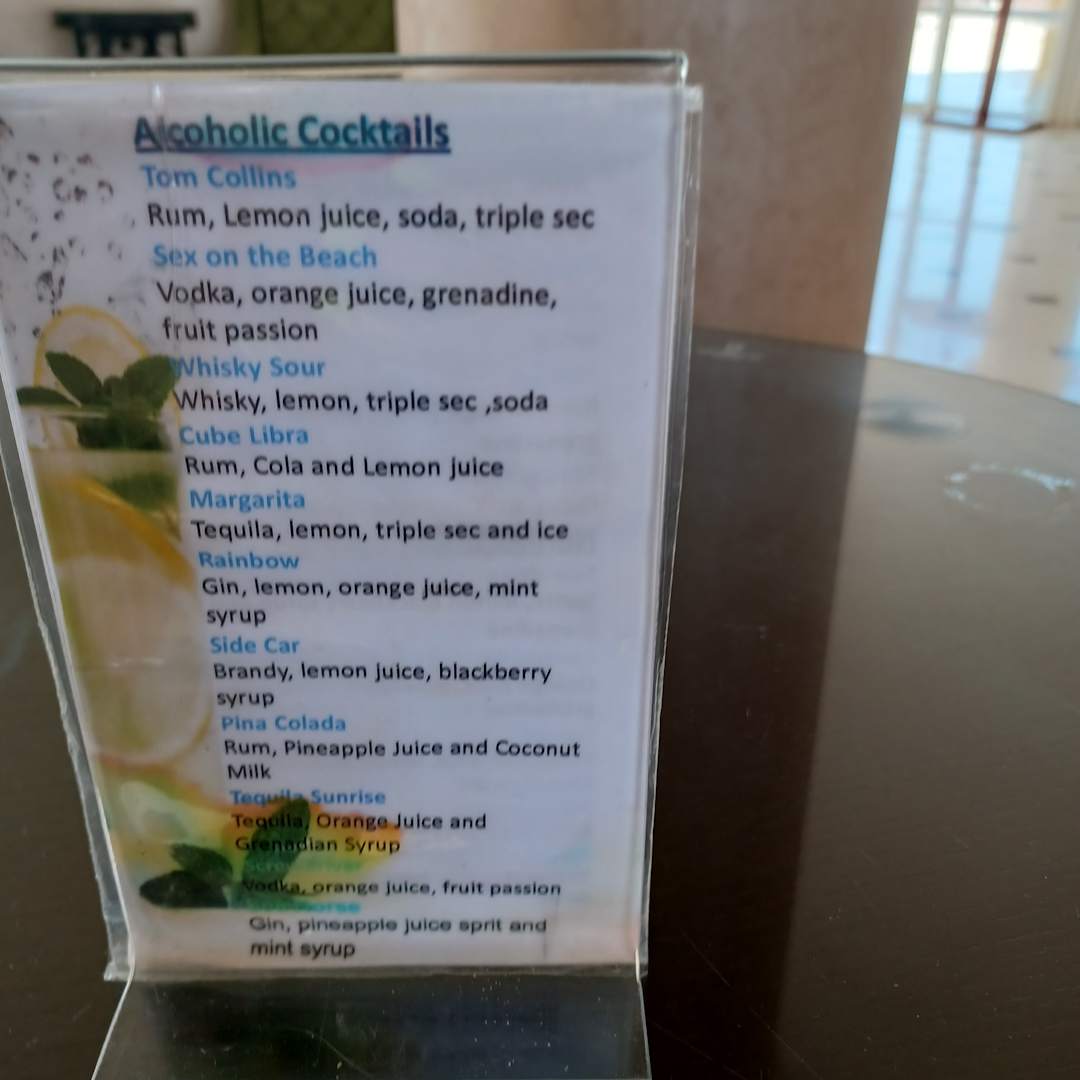 Alcoholic Cocktails
Tom Collins
Rum, Lemon juice, soda, triple sec
Sex on the Beach
Vodka, orange juice, grenadine,
fruit passion
Whisky Sour
Whisky, lemon, triple sec ,soda
Cube Libra
Rum, Cola and Lemon juice
Margarita
Tequila, lemon, triple sec and ice
Rainbow
Gin, lemon, orange juice, mint
syrup
Side Car
Brandy, lemon juice, blackberry
syrup
Pina Colada
Rum, Pineapple Juice and Coconut
Milk
Tequila Sunrise
Tequila, Orange Juice and
Grenadian Syrup
Vodka, orange juice, fruit passion
Gin, pineapple juice sprit and
mint syrup